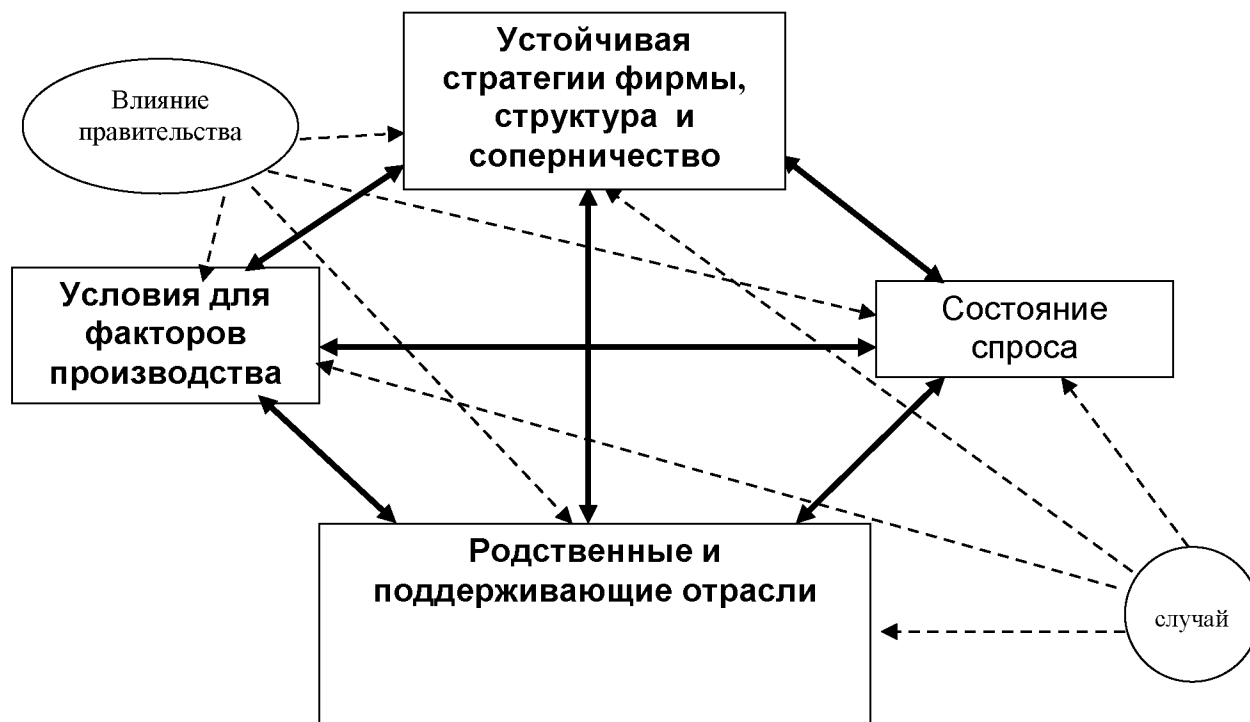 Устойчивая
стратегии фирмы,
структура и
соперничество
Влияние
правительства
Условия для
факторов
производства
Состояние
спроса
Родственные и
поддерживающие отрасли
случай